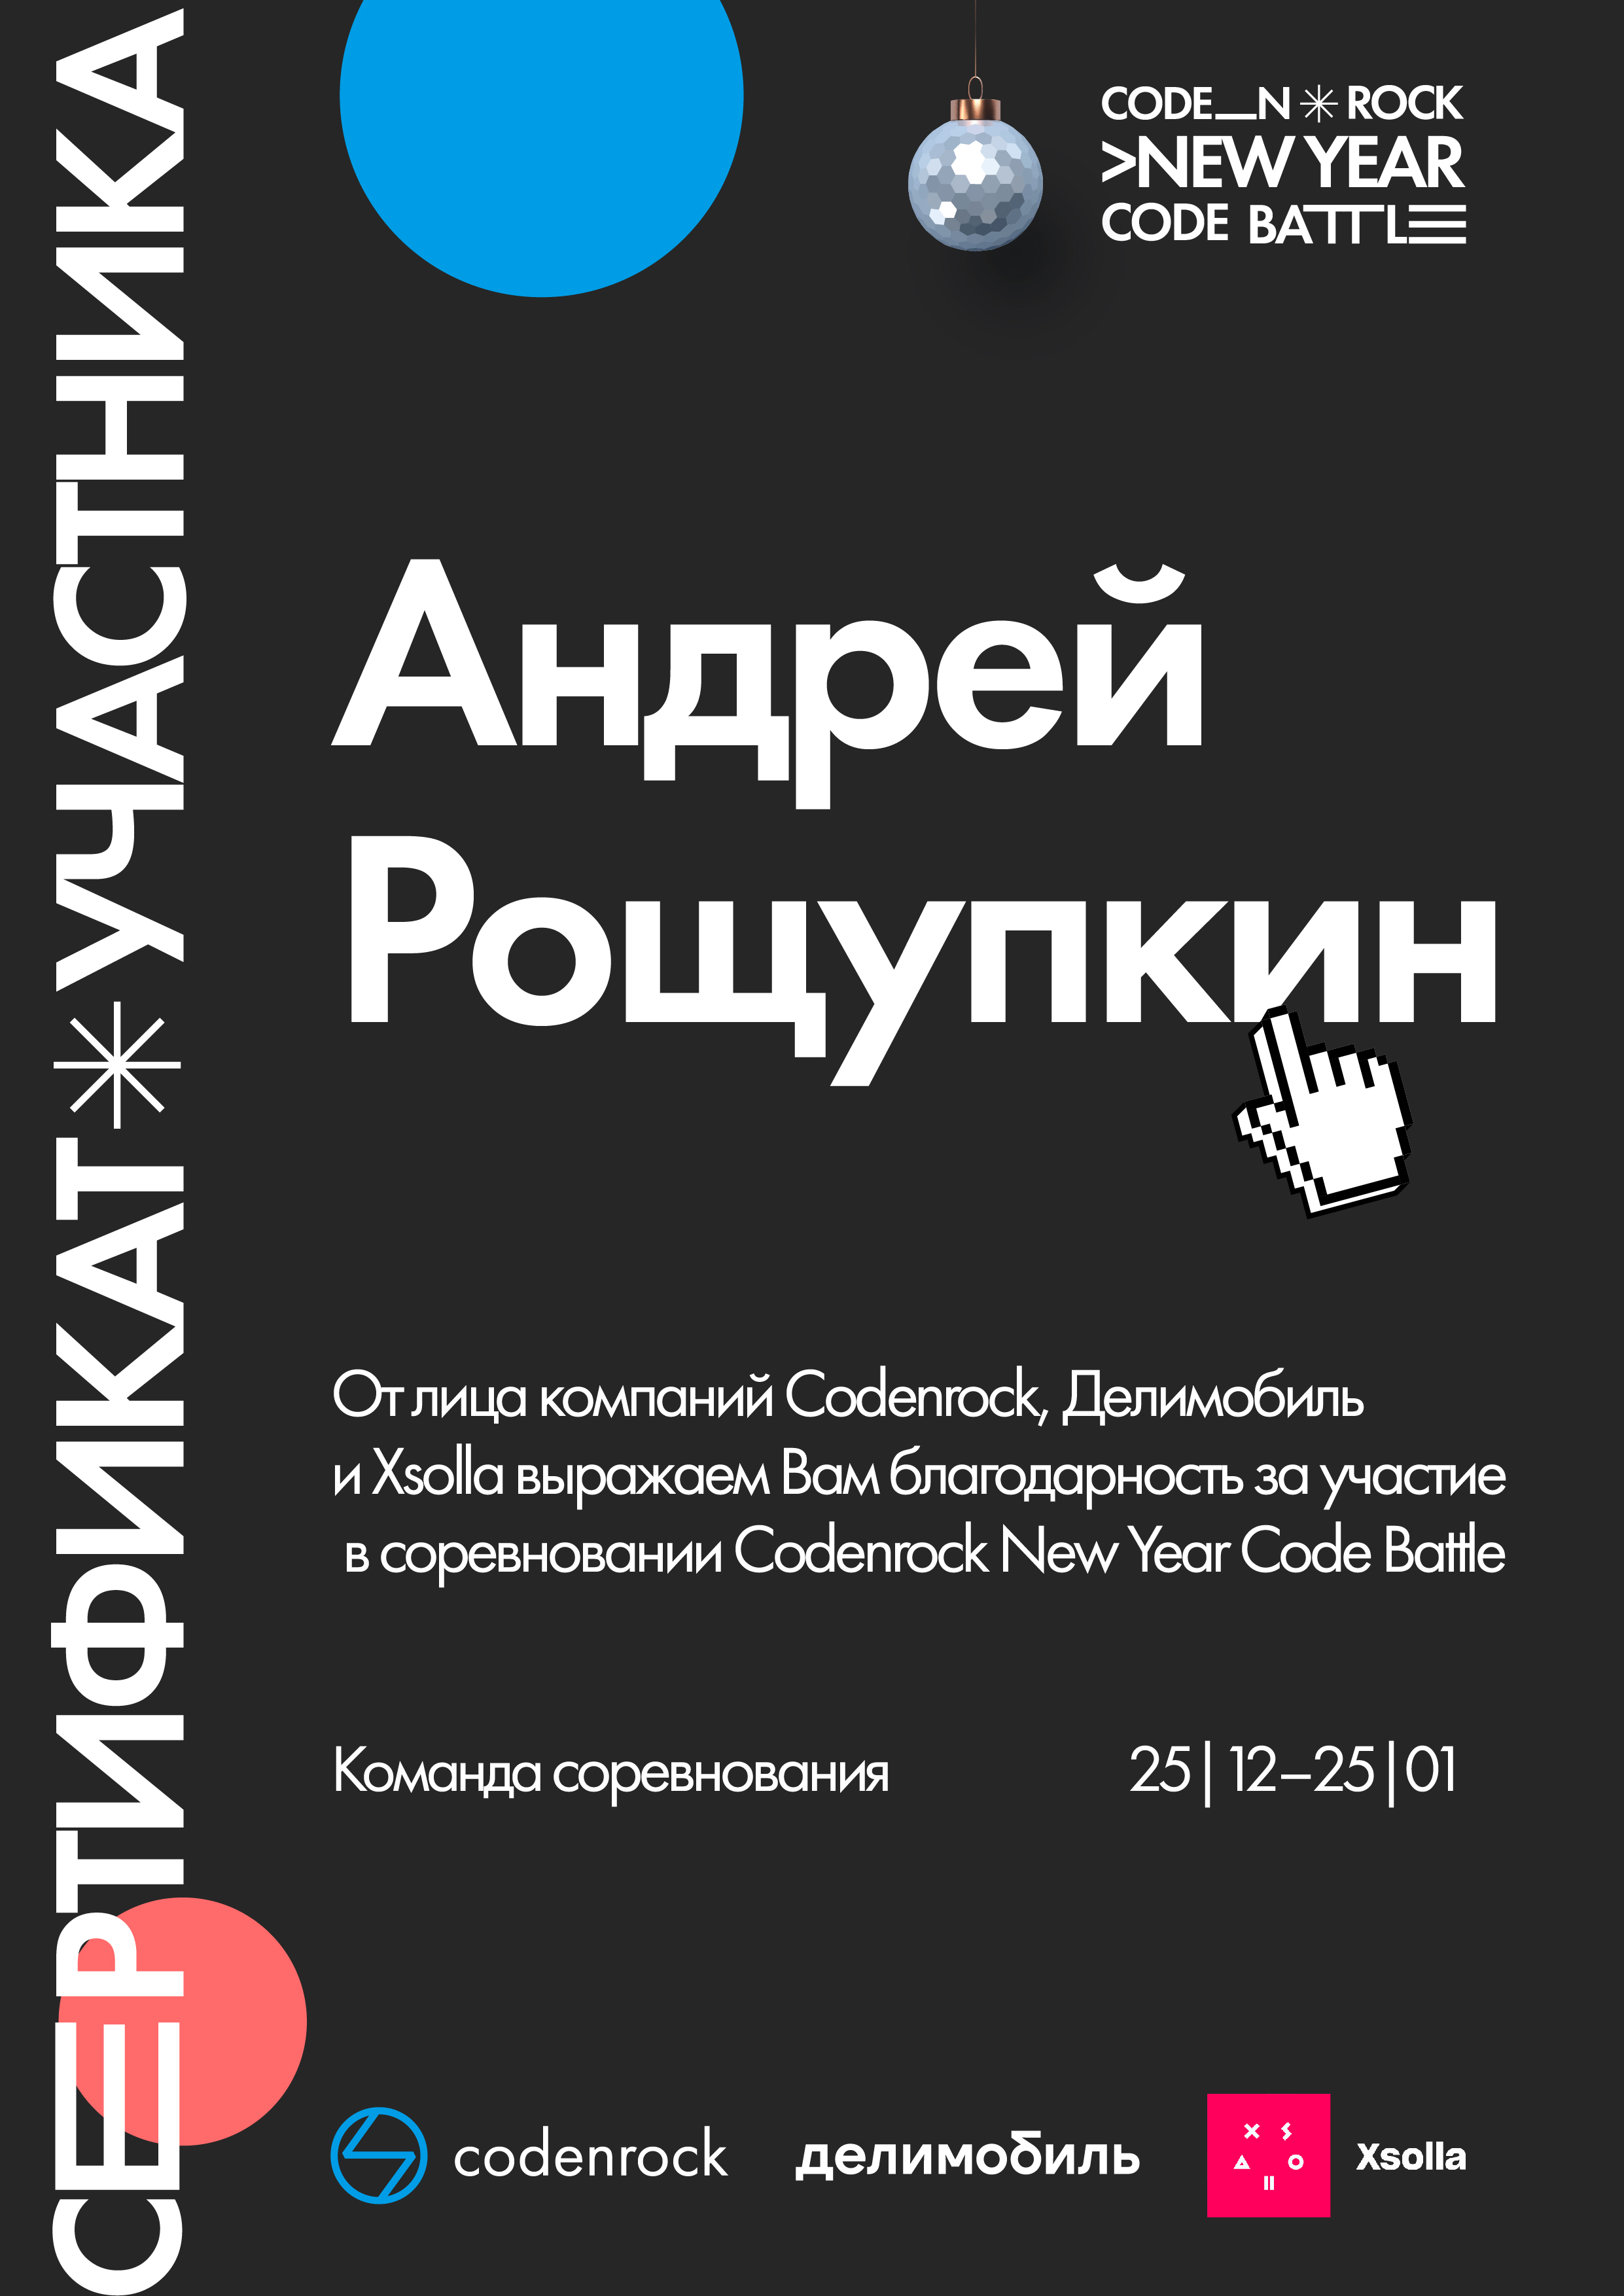 СЕРТИФИКАТ * УЧАСТНИКА
CODE__N * ROCK
>NEW YEAR
CODE BATTLE
Андрей
Рощупкин
От лица компаний Codenrock, Делимобиль
и Xsolla выражаем Вам благодарность за участие
в соревновании Codenrock New Year Code Battle
Команда соревнования 25|12–25|01
codenrock делимобиль Xsolla